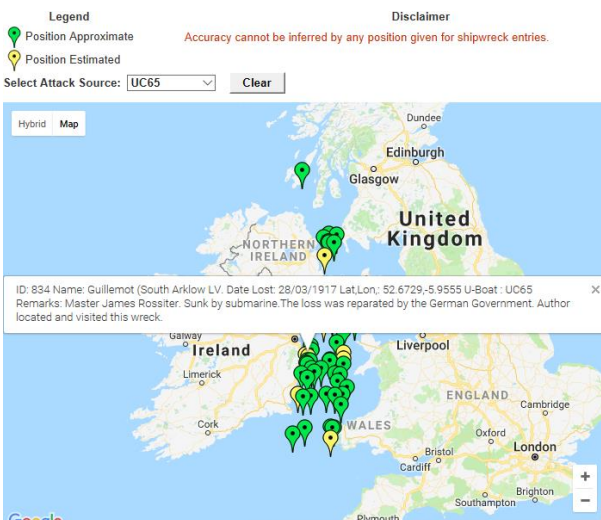 Legend
Disclaimer
Position Approximate
Accuracy cannot be inferred by any position given for shipwreck entries.
Position Estimated
Select Attack Source: UC65 Clear
Hybrid Map
Dundee
Edinburgh
Glasgow
United
Kingdom
NORTHERN
IRELAND
ID: 834 Name: Guillemot (South Arklow LV. Date Lost: 28/03/1917 Lat,Lon,: 52.6729,-5.9555 U-Boat : UC65 ×
Remarks: Master James Rossiter. Sunk by submarine.The loss was reparated by the German Government. Author
located and visited this wreck.
Galway
Ireland
Liverpool
Limerick
ENGLAND
Cambridge
Cork
WALES
Oxford
London
Bristol
Cardiff
+
−
Brighton
Southampton
Plymouth
Google